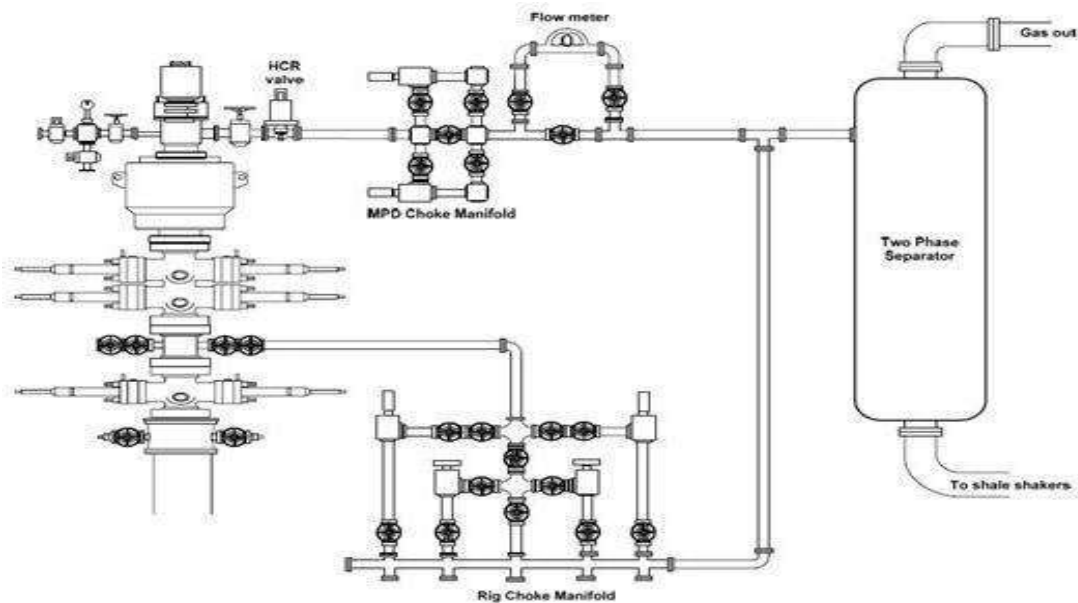 Flow meter
Gas out
HCR
valve
MPD Choke Manifold
Two Phase
Separator
To shale shakers
Rig Choke Manifold